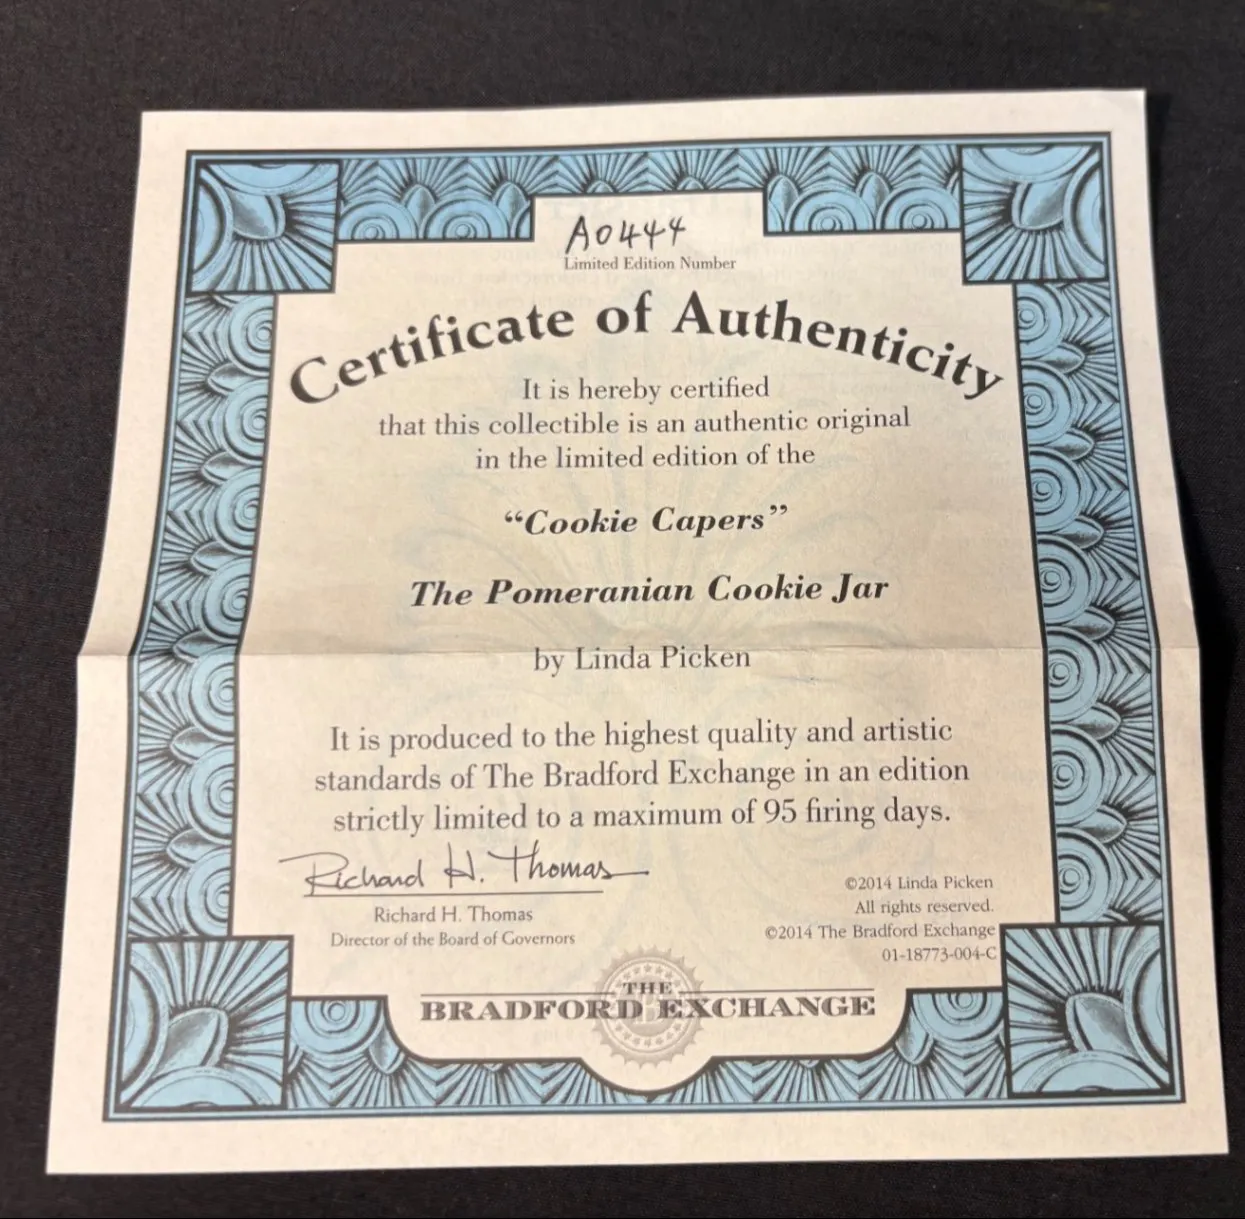 A0444
Limited Edition Number
Certificate of Authenticity
It is hereby certified
that this collectible is an authentic original
in the limited edition of the
“Cookie Capers”
The Pomeranian Cookie Jar
by Linda Picken
It is produced to the highest quality and artistic
standards of The Bradford Exchange in an edition
strictly limited to a maximum of 95 firing days.
Richard H. Thomas
Richard H. Thomas
Director of the Board of Governors
©2014 Linda Picken
All rights reserved.
©2014 The Bradford Exchange
01-18773-004-C
THE
BRADFORD EXCHANGE